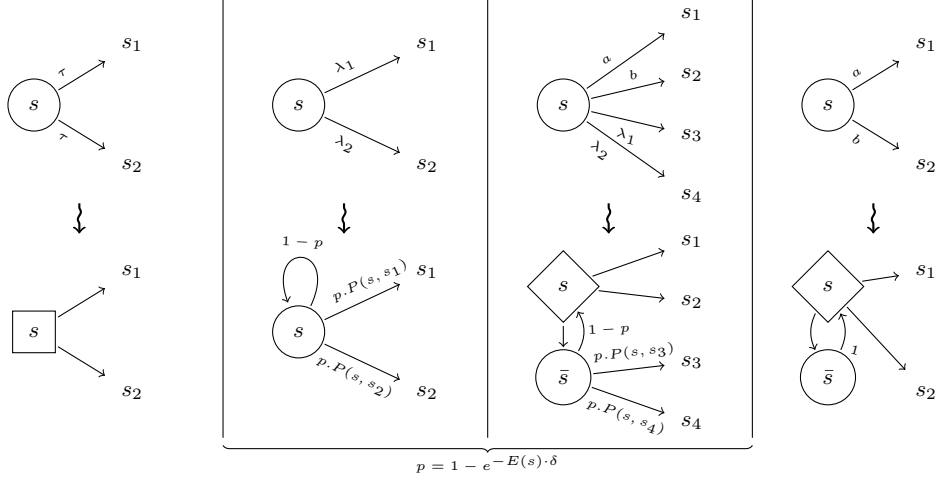 s₁
τ
s
τ
s₂
s₁
s
s₂
s₁
λ₁
s
λ₂
s₂
1 − p
s₁
p.P(s, s₁)
s
p.P(s, s₂)
s₂
s₁
a
s₂
b
s
s₃
λ₁
λ₂
s₄
s₁
s
s₂
1 − p
s₃
p.P(s, s₃)
s̄
p.P(s, s₄)
s₄
s₁
a
s
b
s₂
s₁
s
1
s̄
s₂
p = 1 − e^{−E(s)·δ}